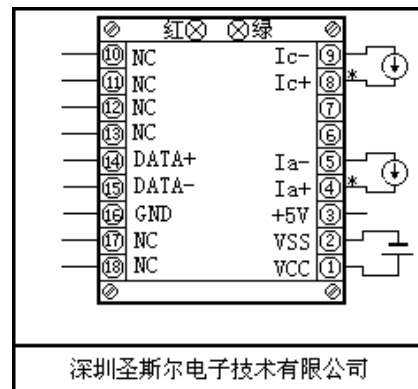 红 绿
⑩ NC Ic- ⑨
⑪ NC Ic+ ⑧ *
⑫ NC ⑦
⑬ NC ⑥
⑭ DATA+ Ia- ⑤
⑮ DATA- Ia+ ④ *
⑯ GND +5V ③
⑰ NC VSS ②
⑱ NC VCC ①
深圳圣斯尔电子技术有限公司